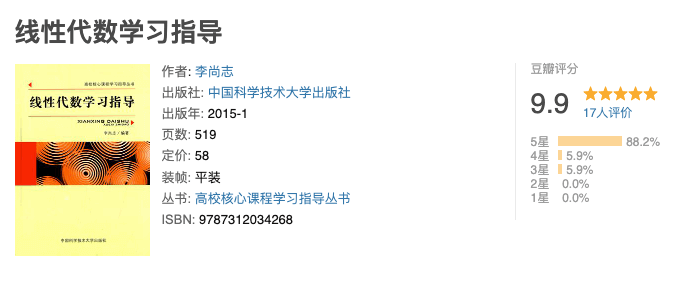 线性代数学习指导
高校核心课程学习指导丛书
线性代数学习指导
XIANXING DAISHU
李尚志 / 编著
中国科学技术大学出版社
作者: 李尚志
出版社: 中国科学技术大学出版社
出版年: 2015-1
页数: 519
定价: 58
装帧: 平装
丛书: 高校核心课程学习指导丛书
ISBN: 9787312034268
豆瓣评分
9.9
17人评价
5星 88.2%
4星 5.9%
3星 5.9%
2星 0.0%
1星 0.0%